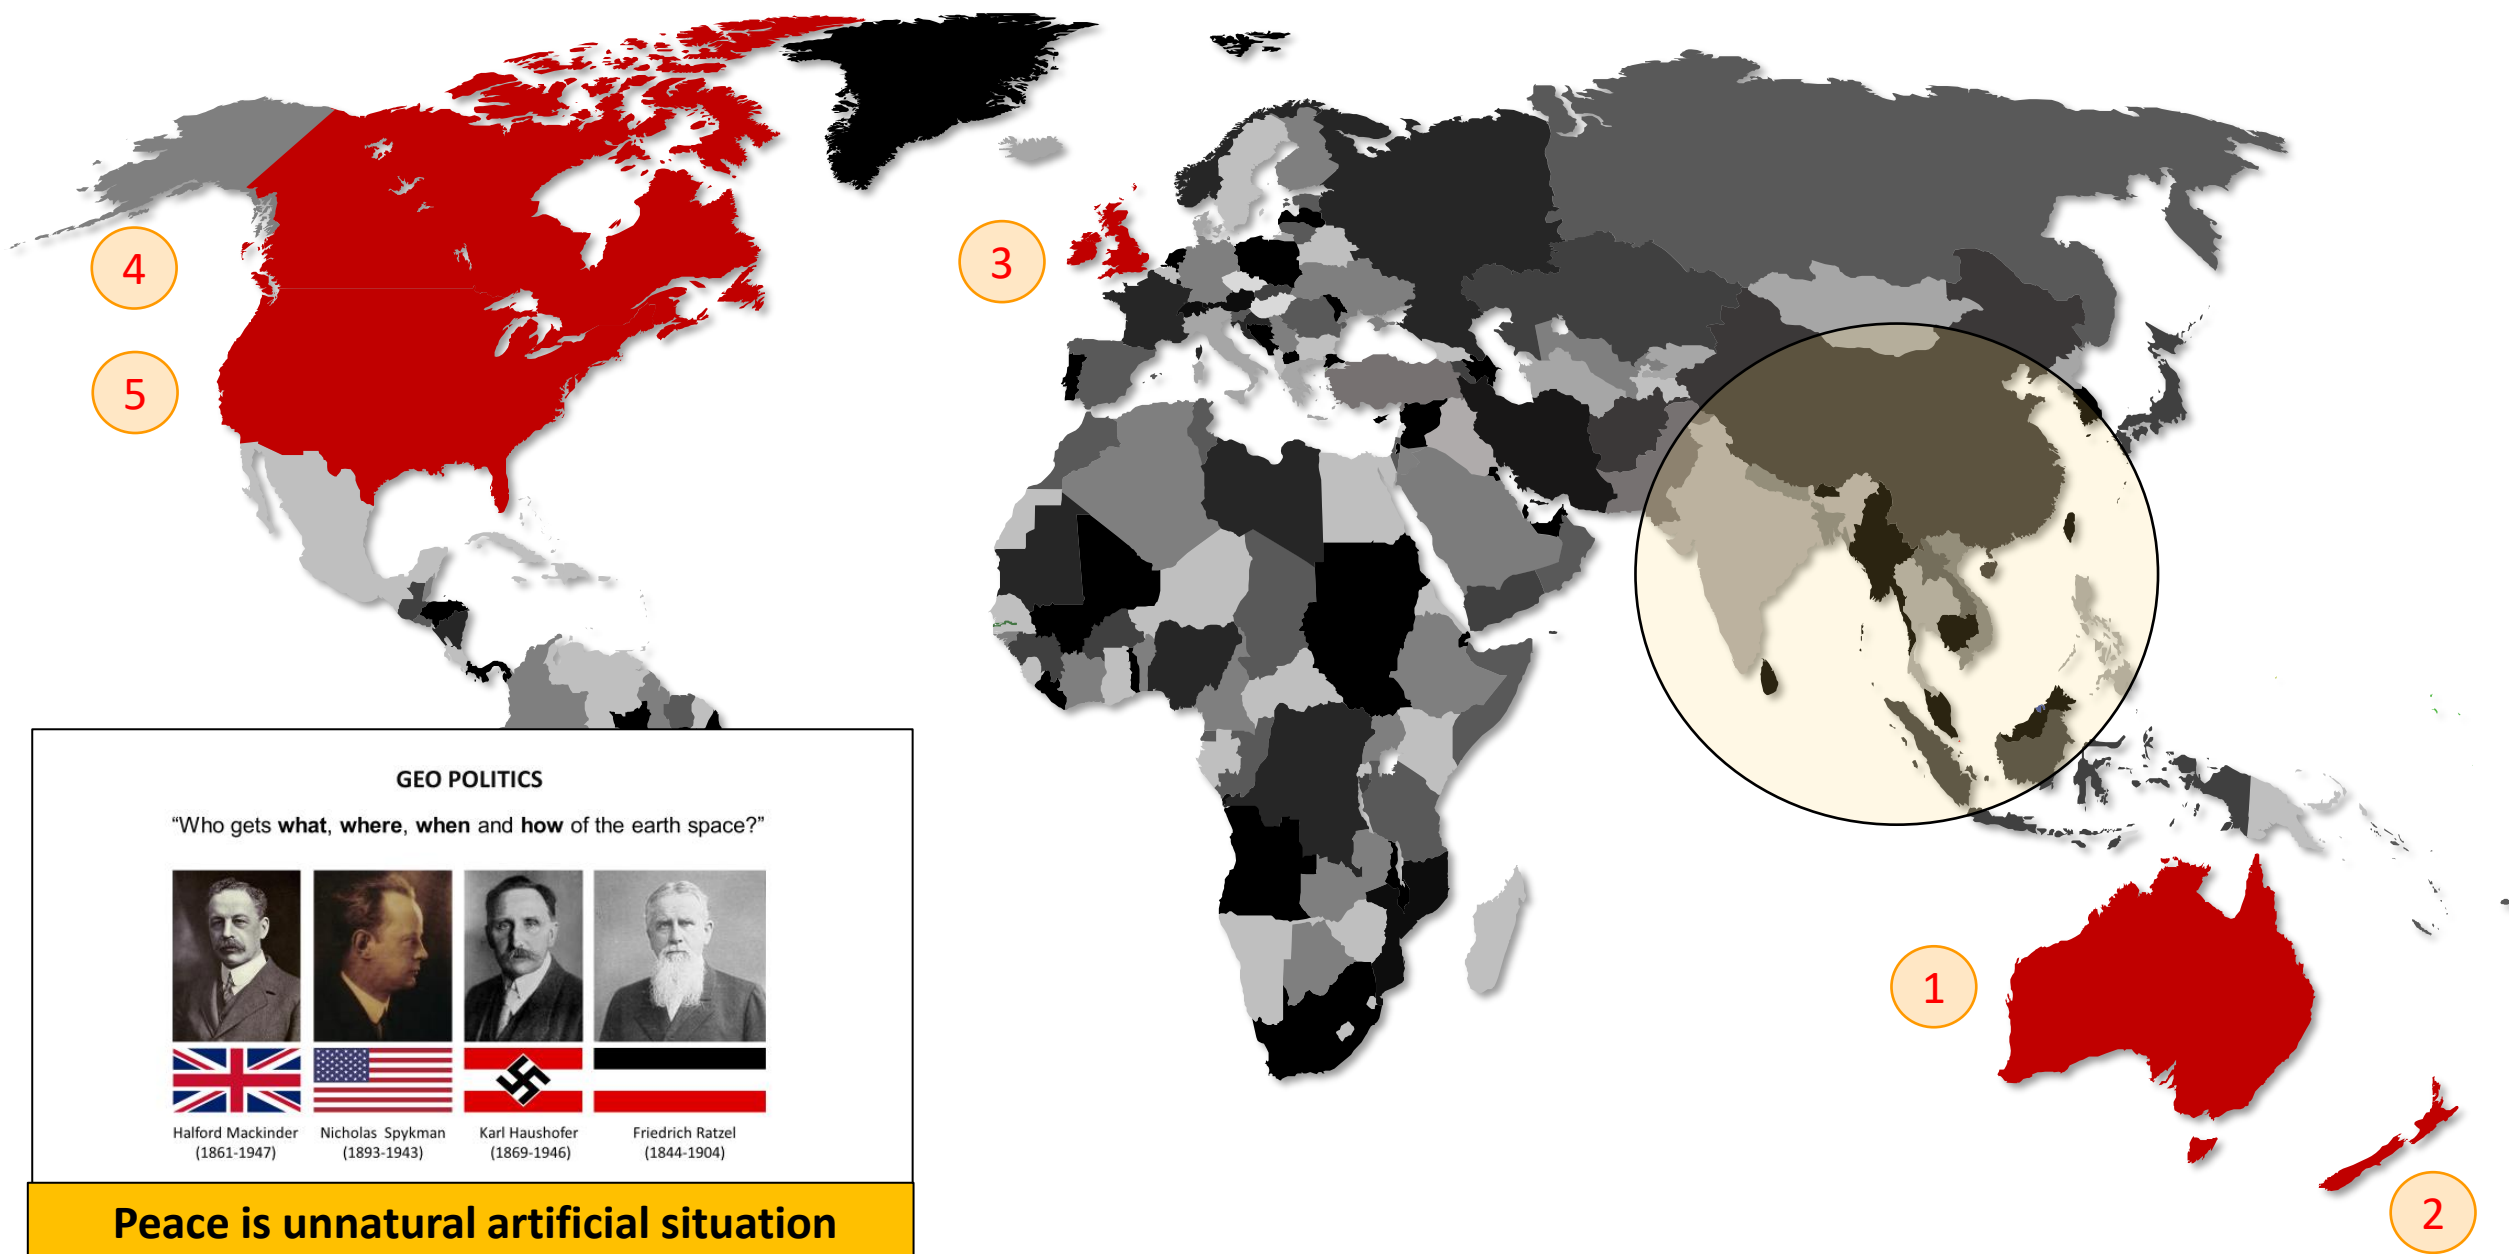 4
3
5
GEO POLITICS
“Who gets what, where, when and how of the earth space?”
Halford Mackinder
(1861-1947)
Nicholas Spykman
(1893-1943)
Karl Haushofer
(1869-1946)
Friedrich Ratzel
(1844-1904)
Peace is unnatural artificial situation
1
2